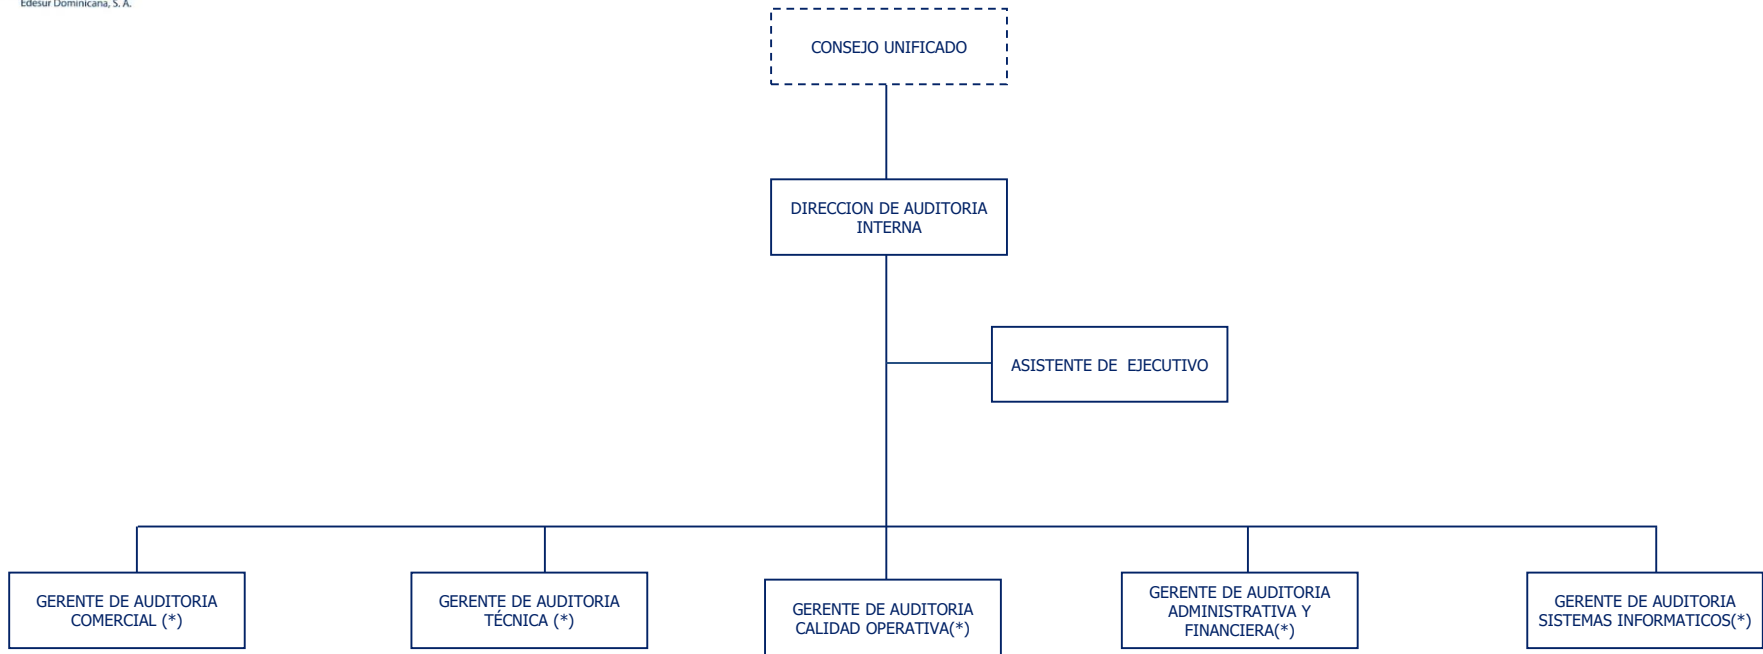 Edesur Dominicana, S. A.
CONSEJO UNIFICADO
DIRECCION DE AUDITORIA
INTERNA
ASISTENTE DE  EJECUTIVO
GERENTE DE AUDITORIA
COMERCIAL (*)
GERENTE DE AUDITORIA
TÉCNICA (*)
GERENTE DE AUDITORIA
CALIDAD OPERATIVA(*)
GERENTE DE AUDITORIA
ADMINISTRATIVA Y
FINANCIERA(*)
GERENTE DE AUDITORIA
SISTEMAS INFORMATICOS(*)